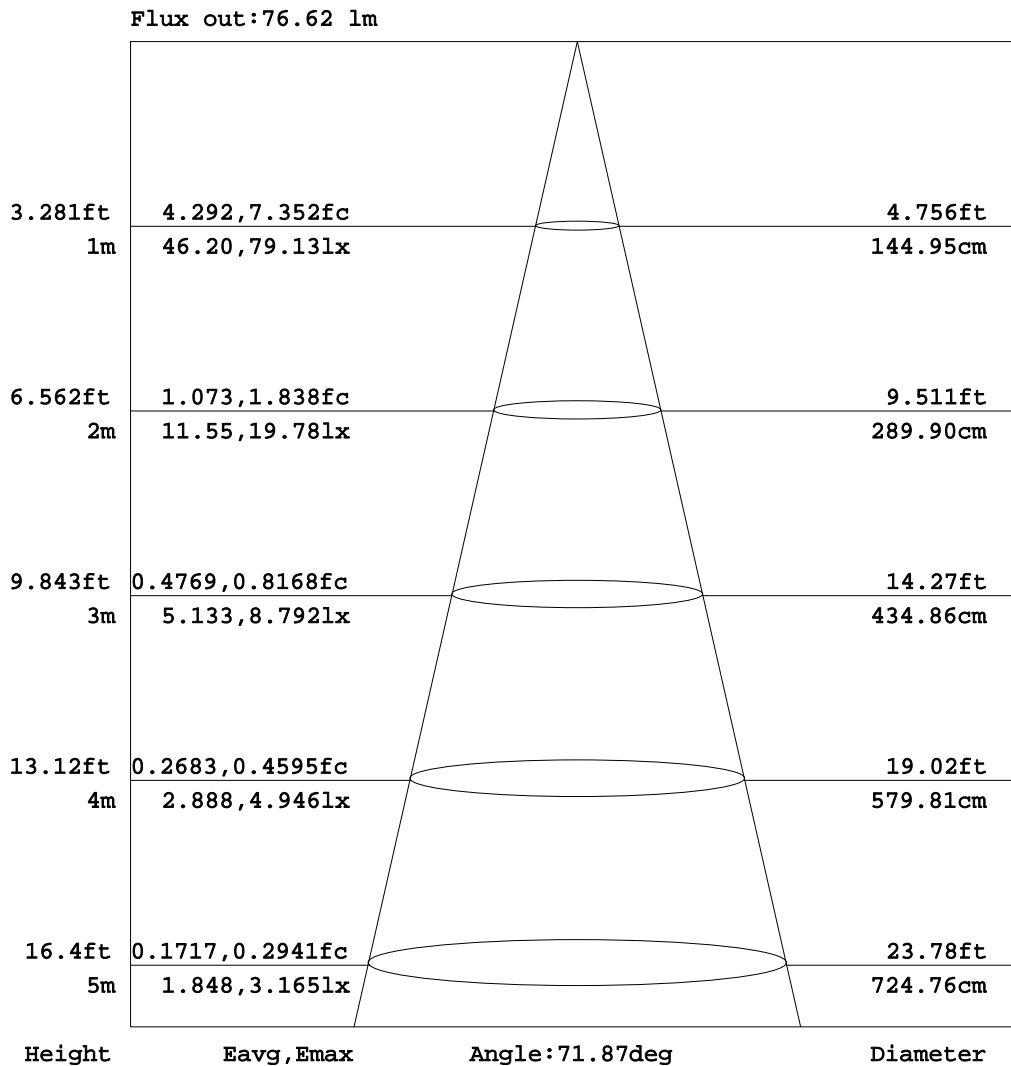 Flux out:76.62 lm
3.281ft 4.292,7.352fc 4.756ft
1m 46.20,79.13lx 144.95cm
6.562ft 1.073,1.838fc 9.511ft
2m 11.55,19.78lx 289.90cm
9.843ft 0.4769,0.8168fc 14.27ft
3m 5.133,8.792lx 434.86cm
13.12ft 0.2683,0.4595fc 19.02ft
4m 2.888,4.946lx 579.81cm
16.4ft 0.1717,0.2941fc 23.78ft
5m 1.848,3.165lx 724.76cm
Height Eavg,Emax Angle:71.87deg Diameter